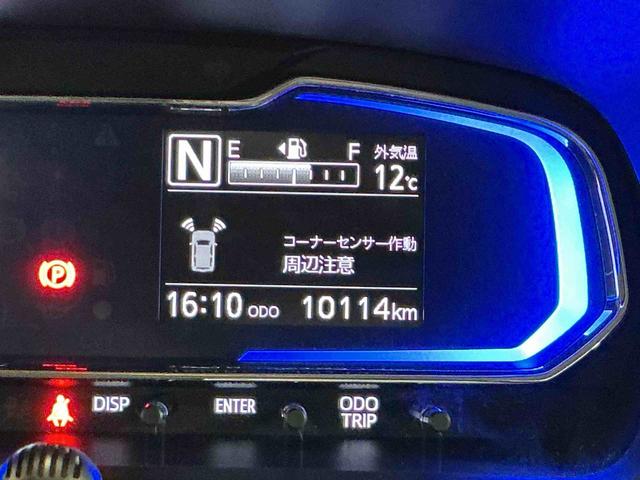 N E F 外気温
12℃
コーナーセンサー作動
周辺注意
16:10 ODO 10114km
P
DISP ENTER ODO
TRIP